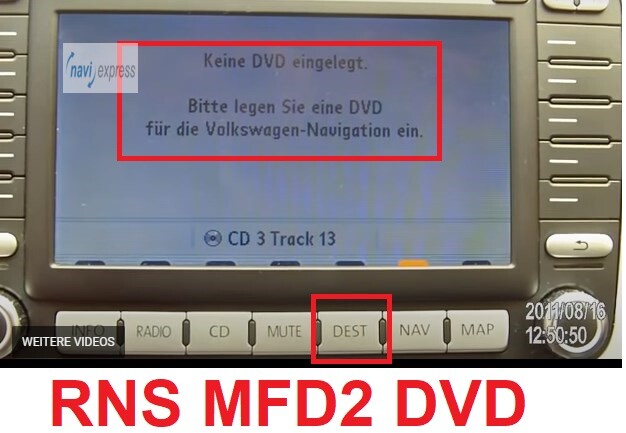 navi express
Keine DVD eingelegt.
Bitte legen Sie eine DVD
für die Volkswagen-Navigation ein.
CD 3 Track 13
INFO RADIO CD MUTE DEST NAV MAP
2011/08/16
12:50:50
WEITERE VIDEOS
RNS MFD2 DVD